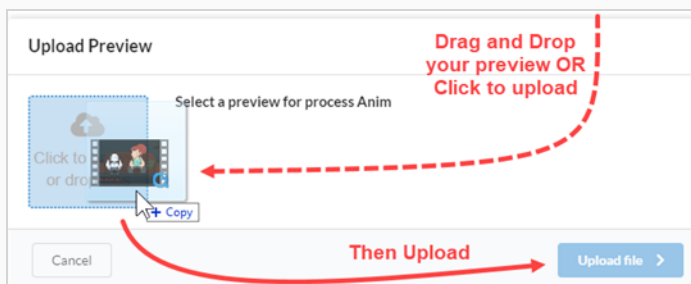 Upload Preview
Drag and Drop
your preview OR
Click to upload
Select a preview for process Anim
Click to
or dro
+ Copy
Then Upload
Cancel
Upload file